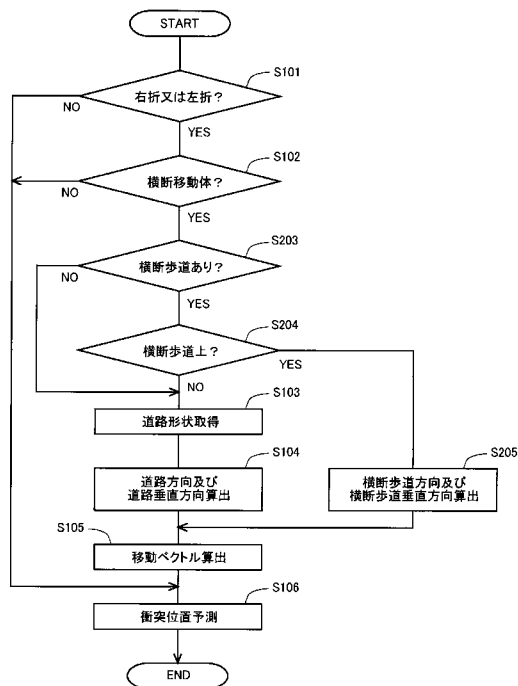 START
S101
右折又は左折？
NO
YES
S102
横断移動体？
NO
YES
S203
横断歩道あり？
NO
YES
S204
横断歩道上？
YES
NO
S103
道路形状取得
S104
道路方向及び
道路垂直方向算出
S205
横断歩道方向及び
横断歩道垂直方向算出
S105
移動ベクトル算出
S106
衝突位置予測
END